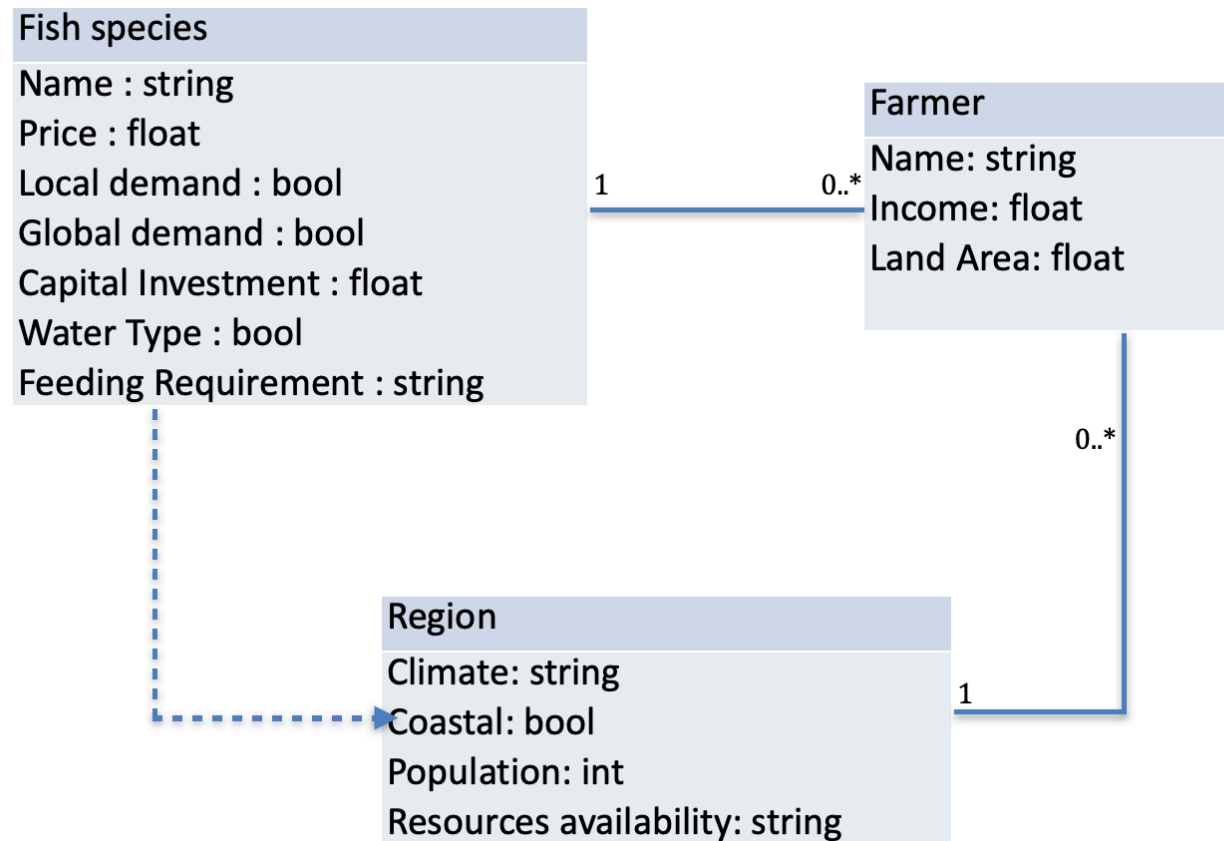 Fish species
Name : string
Price : float
Local demand : bool
Global demand : bool
Capital Investment : float
Water Type : bool
Feeding Requirement : string
1
0..*
Farmer
Name: string
Income: float
Land Area: float
0..*
1
Region
Climate: string
Coastal: bool
Population: int
Resources availability: string